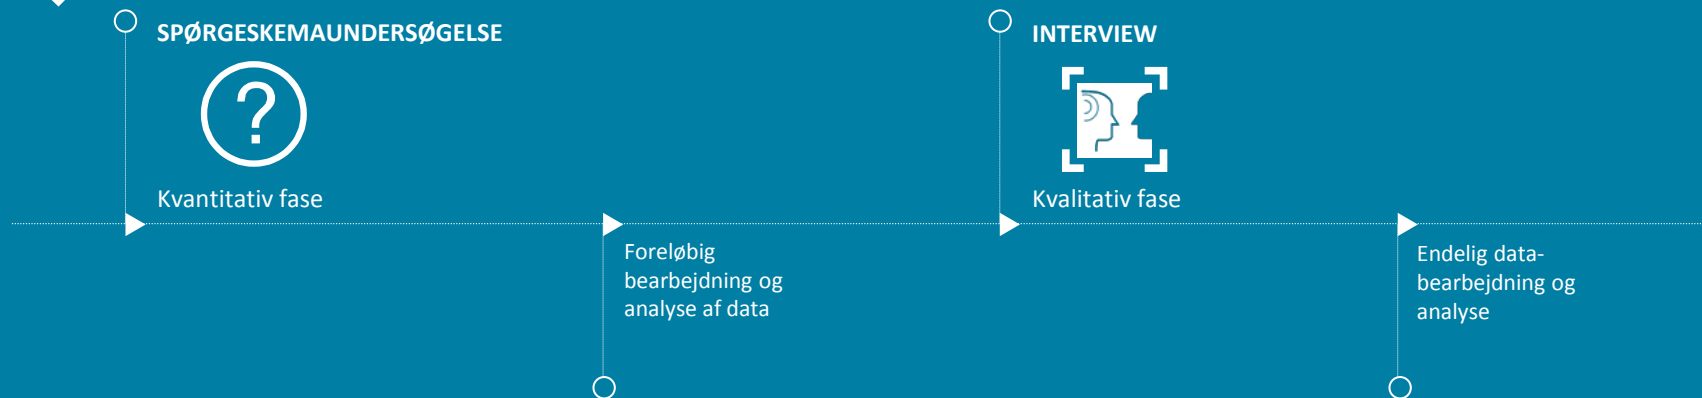 SPØRGESKEMAUNDERSØGELSE
?
Kvantitativ fase
Foreløbig
bearbejdning og
analyse af data
INTERVIEW
Kvalitativ fase
Endelig data-
bearbejdning og
analyse